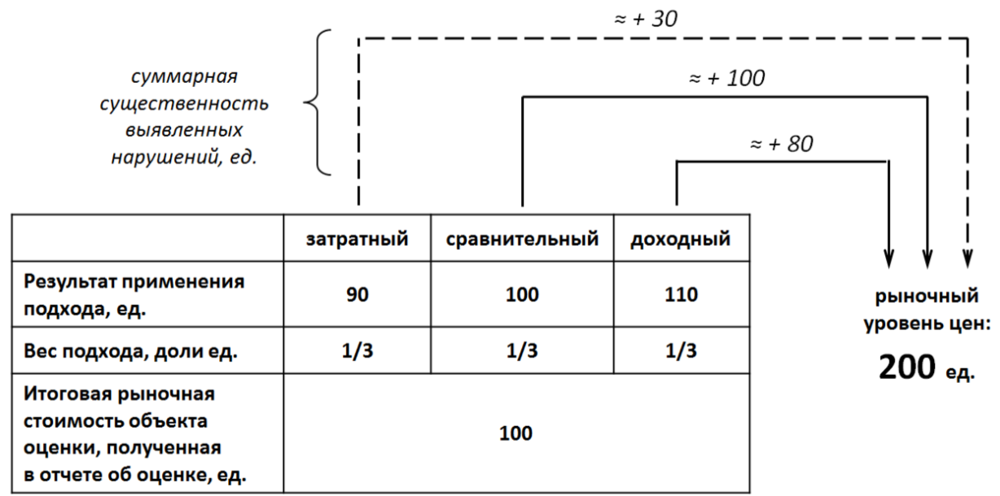 ≈ + 30
суммарная
существенность
выявленных
нарушений, ед.
≈ + 100
≈ + 80
затратный сравнительный доходный
Результат применения
подхода, ед.
90 100 110
Вес подхода, доли ед. 1/3 1/3 1/3
Итоговая рыночная
стоимость объекта
оценки, полученная
в отчете об оценке, ед.
100
рыночный
уровень цен:
200 ед.